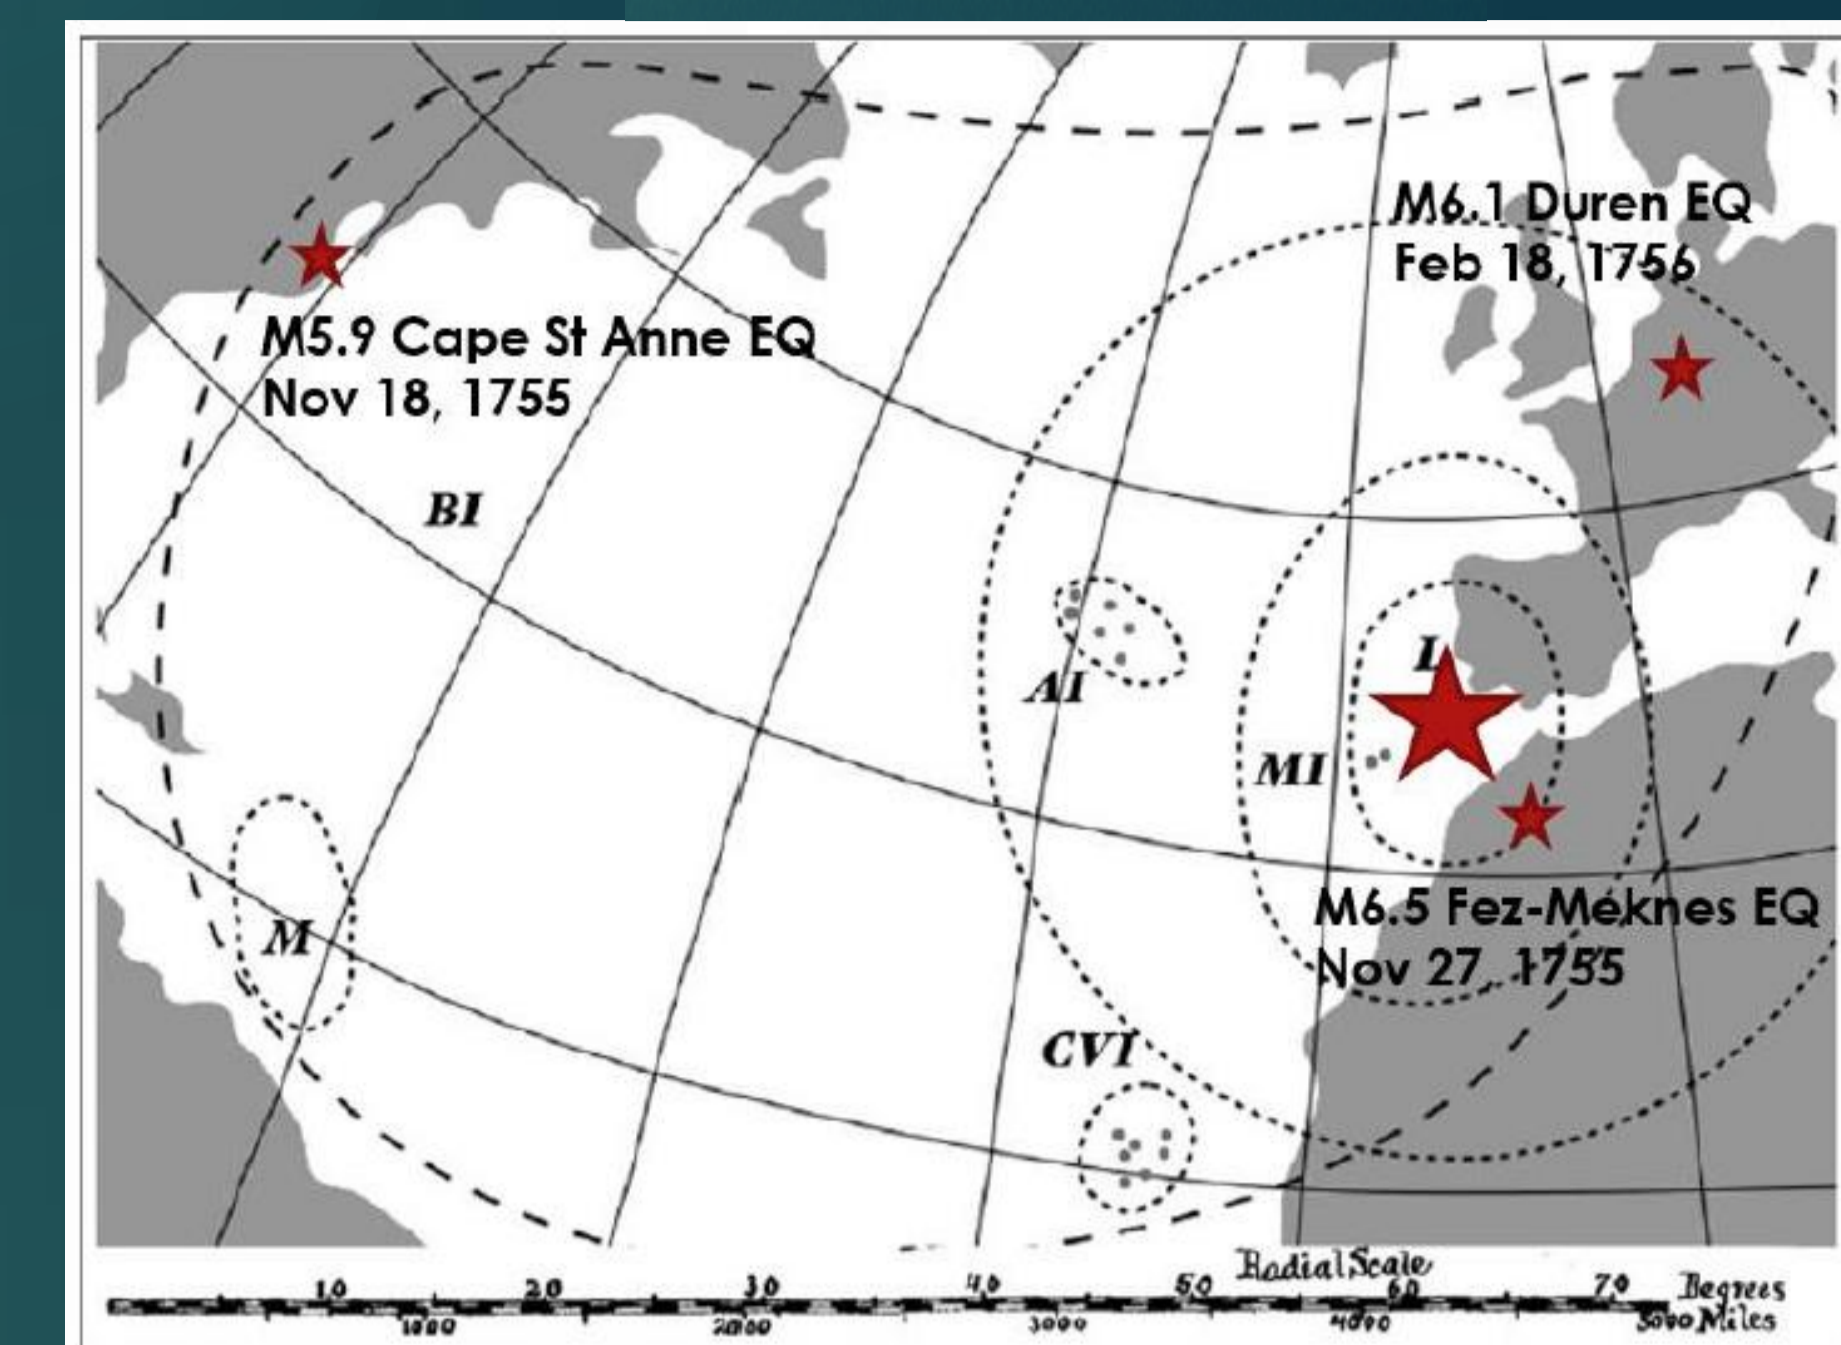 M6.1 Duren EQ
Feb 18, 1756
M5.9 Cape St Anne EQ
Nov 18, 1755
BI
L
AI
MI
M6.5 Fez-Meknes EQ
Nov 27, 1755
M
CVI
Radial Scale
10 20 30 40 50 60 70 Degrees
1000 2000 3000 4000 5000 Miles